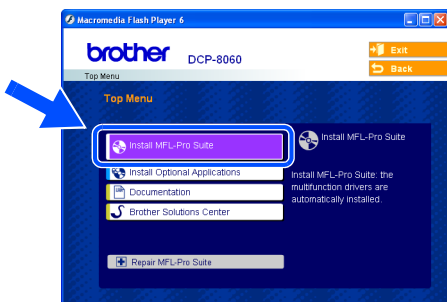 Macromedia Flash Player 6
brother
DCP-8060
Exit
Back
Top Menu
Top Menu
Install MFL-Pro Suite
Install Optional Applications
Documentation
Brother Solutions Center
Repair MFL-Pro Suite
Install MFL-Pro Suite
Install MFL-Pro Suite: the
multifunction drivers are
automatically installed.